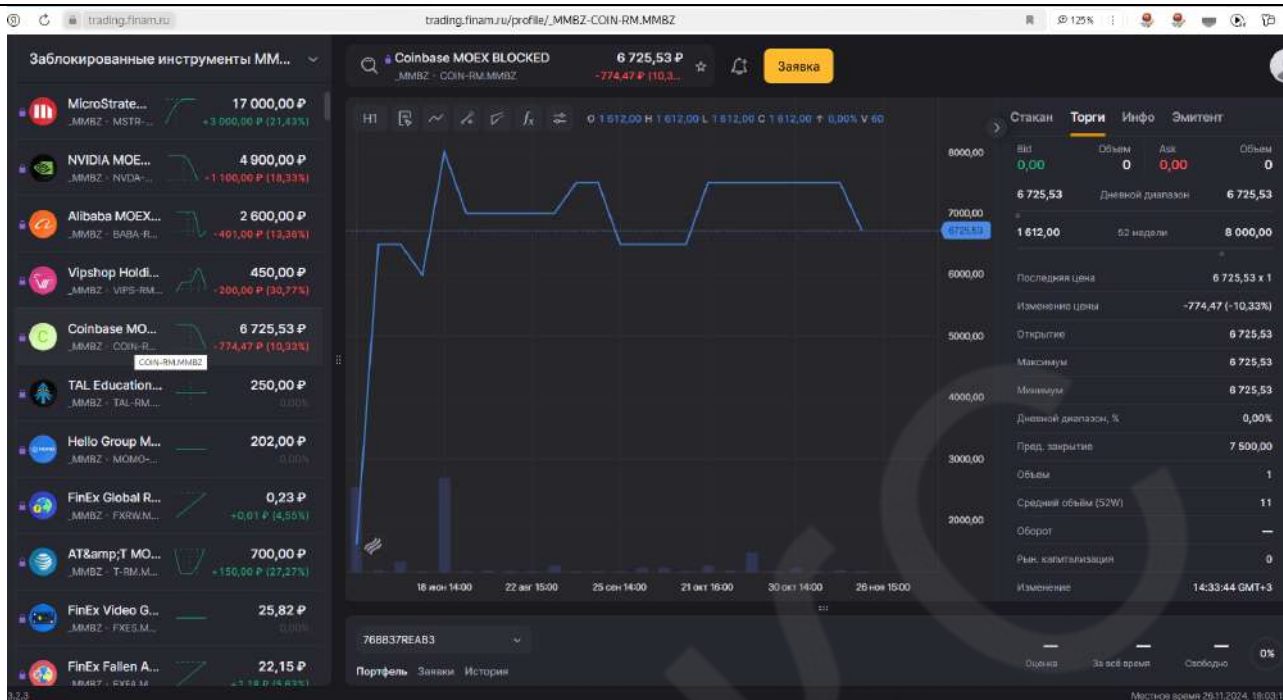 trading.finam.ru
trading.finam.ru/profile/_MMBZ-COIN-RM.MMBZ
125 %
Заблокированные инструменты ММ...
MicroStrate...
17 000,00 ₽
_MMBZ · MSTR-...
+3 000,00 ₽ (21,43%)
NVIDIA MOE...
4 900,00 ₽
_MMBZ · NVDA-...
-1 100,00 ₽ (18,33%)
Alibaba MOEX...
2 600,00 ₽
_MMBZ · BABA-R...
-401,00 ₽ (13,36%)
Vipshop Holdi...
450,00 ₽
_MMBZ · VIPS-RM...
-200,00 ₽ (30,77%)
Coinbase MO...
6 725,53 ₽
_MMBZ · COIN-R...
-774,47 ₽ (10,33%)
COIN-RM.MMBZ
TAL Education...
250,00 ₽
_MMBZ · TAL-RM....
0,00%
Hello Group M...
202,00 ₽
_MMBZ · MOMO-...
0,00%
FinEx Global R...
0,23 ₽
_MMBZ · FXRW.M...
+0,01 ₽ (4,55%)
AT&amp;T MO...
700,00 ₽
_MMBZ · T-RM.M...
+150,00 ₽ (27,27%)
FinEx Video G...
25,82 ₽
_MMBZ · FXES.M...
0,00%
FinEx Fallen A...
22,15 ₽
+1,18 ₽ (5,63%)
3.2.3
Coinbase MOEX BLOCKED
6 725,53 ₽
_MMBZ · COIN-RM.MMBZ
-774,47 ₽ (10,3...
Заявка
H1
O 1 612,00 H 1 612,00 L 1 612,00 C 1 612,00 0,00% V 60
8000,00
7000,00
6725,53
6000,00
5000,00
4000,00
3000,00
2000,00
18 июн 14:00
22 авг 15:00
25 сен 14:00
21 окт 16:00
30 окт 14:00
26 ноя 15:00
768837REAB3
Портфель Заявки История
Стакан Торги Инфо Эмитент
Bid Объем Ask Объем
0,00 0 0,00 0
6 725,53 Дневной диапазон 6 725,53
1 612,00 52 недели 8 000,00
Последняя цена 6 725,53 x 1
Изменение цены -774,47 (-10,33%)
Открытие 6 725,53
Максимум 6 725,53
Минимум 6 725,53
Дневной диапазон, % 0,00%
Пред. закрытие 7 500,00
Объем 1
Средний объём (52W) 11
Оборот —
Рын. капитализация 0
Изменение 14:33:44 GMT+3
— — — 0%
Оценка За всё время Свободно
Местное время 26.11.2024,